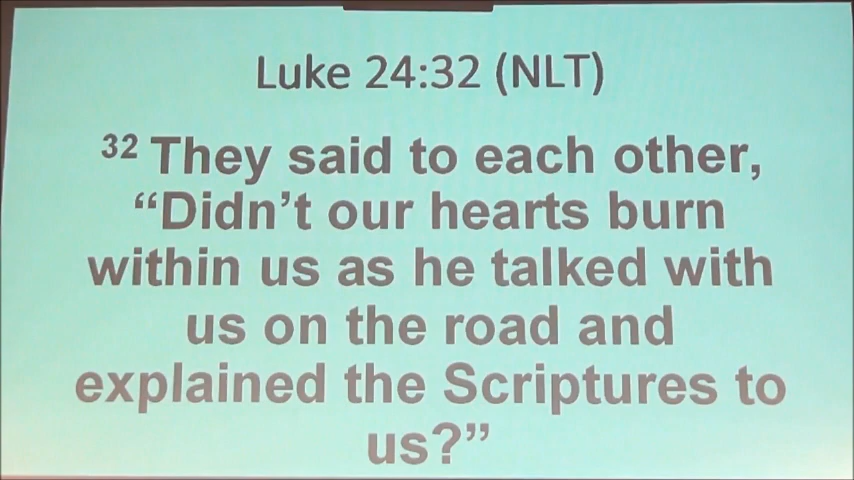 Luke 24:32 (NLT)
32 They said to each other,
“Didn’t our hearts burn
within us as he talked with
us on the road and
explained the Scriptures to
us?”